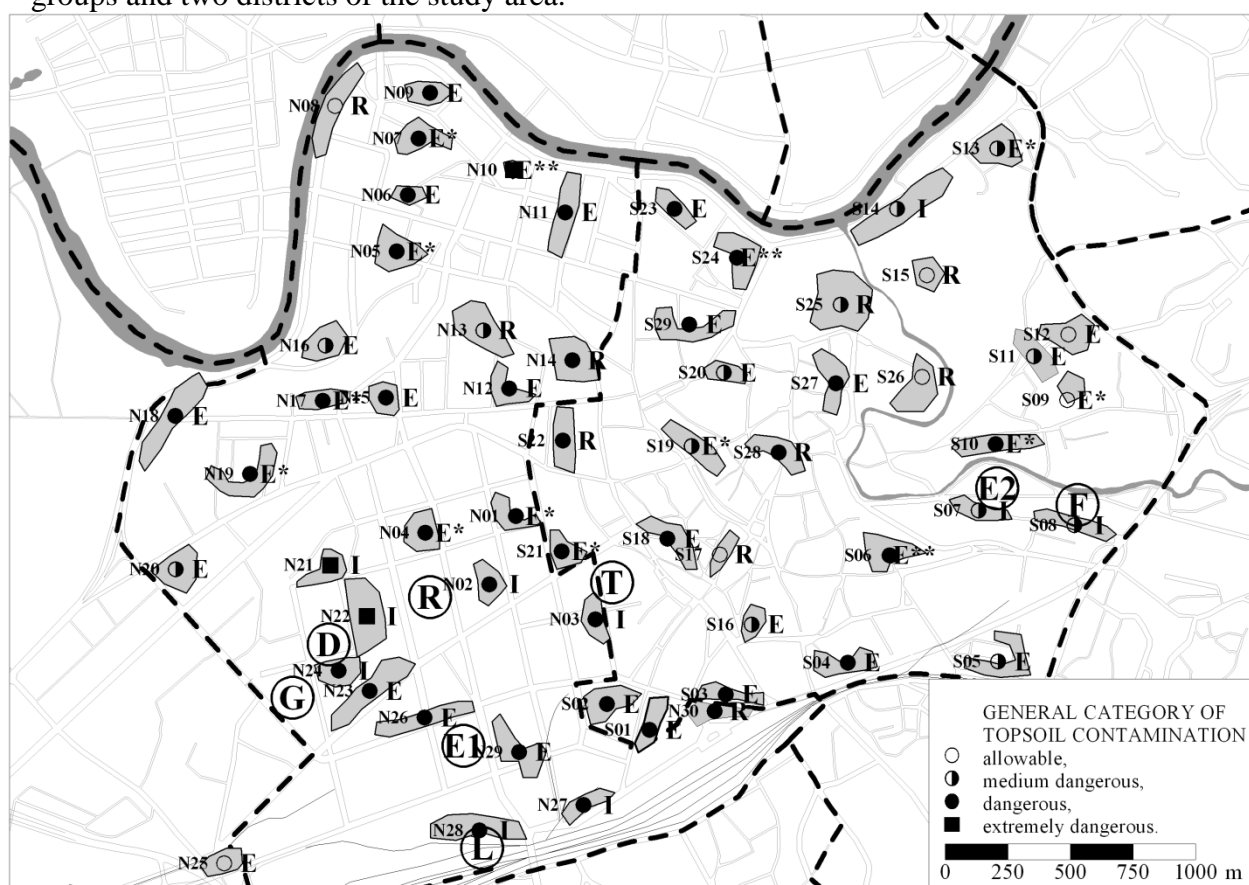 groups and two districts of the study area.
N09 E
N08 R
N07 E*
S13 E*
N10 E**
N06 E
N11 E
S23 E
S14 I
N05 E*
S24 E**
S15 R
S25 R
N13 R
S29 E
S12 E
N16 E
S11 E
N14 R
S20 E
S27 E
S26 R
N12 E
N17 E*
N15 E
S09 E*
N18 E
S22 R
S19 E*
S28 R
S10 E*
N19 E*
E2
F
N01 E*
S07 I
S08 I
N04 E*
S18 E
S21 E*
S17 R
S06 E**
N21 I
N20 E
N02 I
T
R
N22 I
N03 I
S16 E
D
N24 I
S04 E
S05 E
N23 E
G
S03 E
S02 E
N30 R
N26 E
S01 E
E1
N29 E
N27 I
N28 I
L
N25 E
GENERAL CATEGORY OF
TOPSOIL CONTAMINATION
allowable,
medium dangerous,
dangerous,
extremely dangerous.
0 250 500 750 1000 m